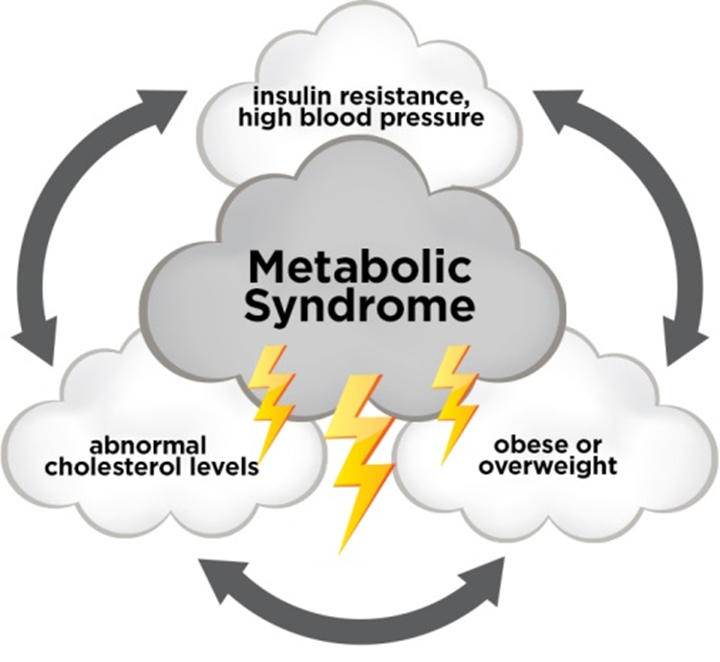 insulin resistance,
high blood pressure
Metabolic
Syndrome
abnormal
cholesterol levels
obese or
overweight